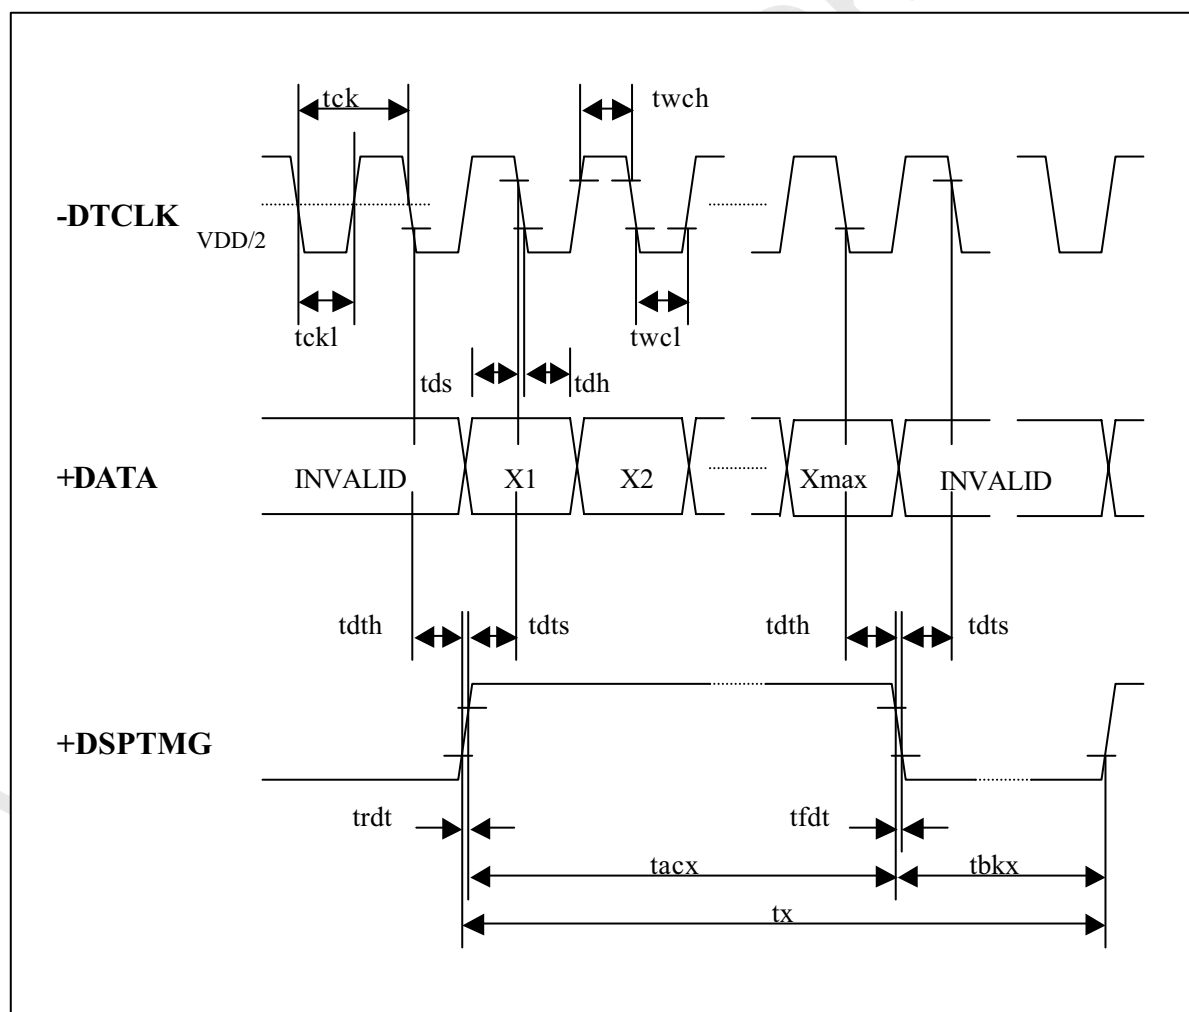 tck
twch
-DTCLK
VDD/2
tckl
twcl
tds
tdh
+DATA
INVALID
X1
X2
Xmax
INVALID
tdth
tdts
tdth
tdts
+DSPTMG
trdt
tfdt
tacx
tbkx
tx